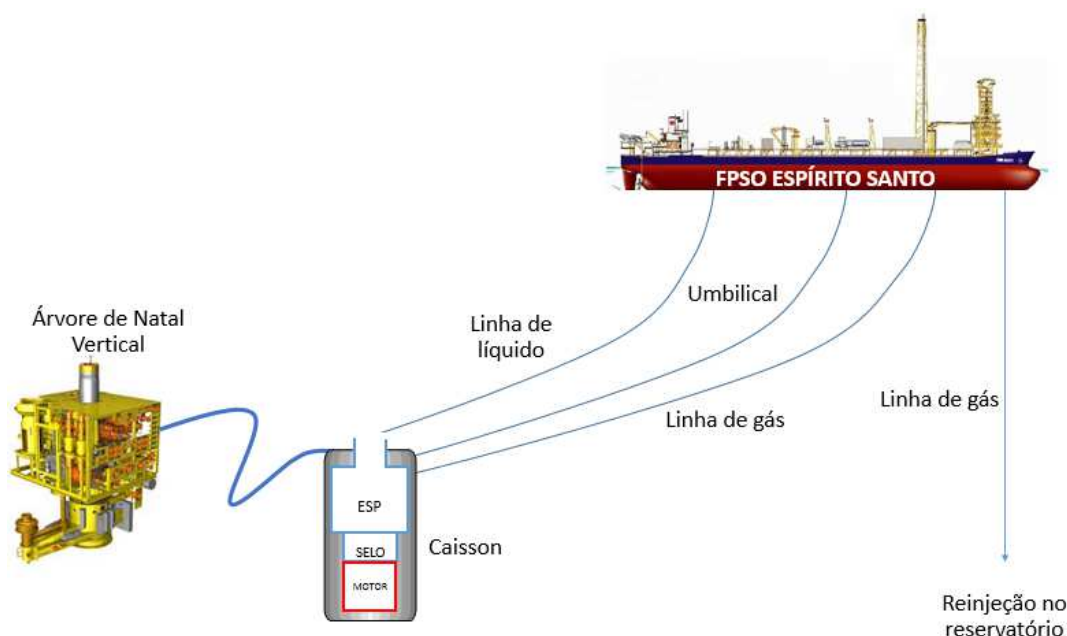 FPSO ESPÍRITO SANTO
Árvore de Natal
Vertical
Linha de
líquido
Umbilical
Linha de gás
Linha de gás
ESP
SELO
MOTOR
Caisson
Reinjeção no
reservatório